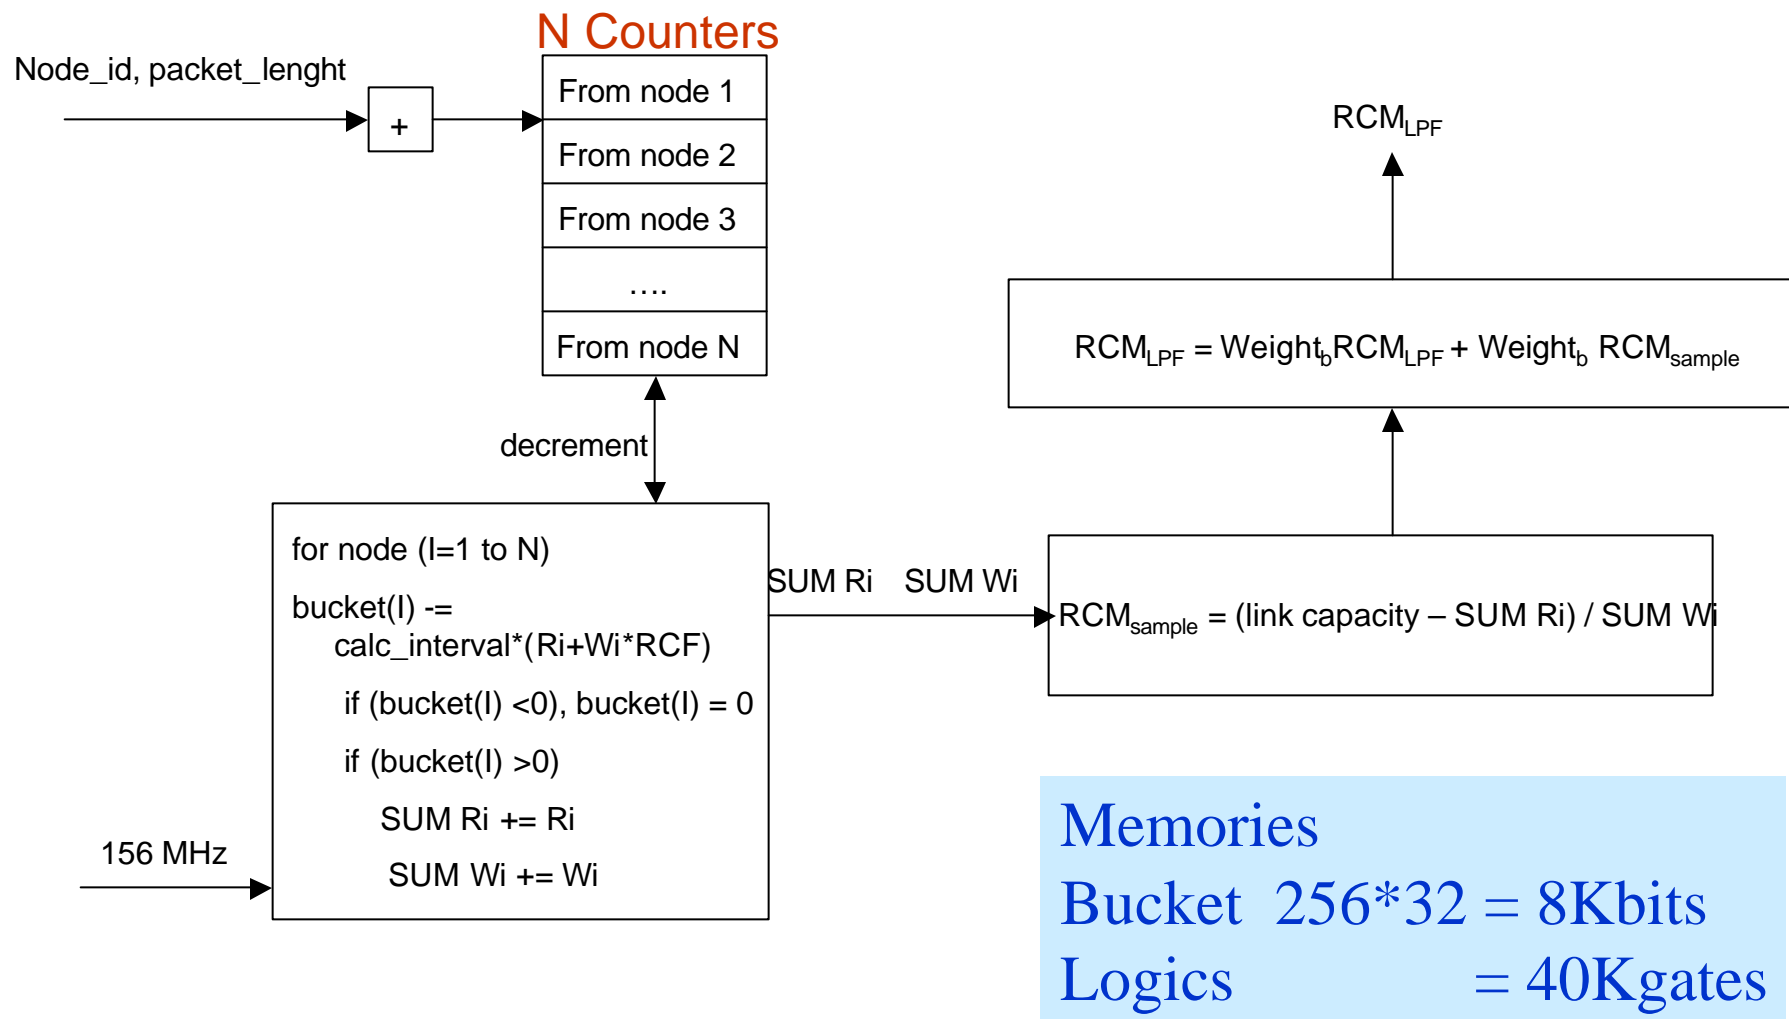 N Counters
Node_id, packet_lenght
+
From node 1
From node 2
From node 3
....
From node N
decrement
for node (I=1 to N)
bucket(I) -=
calc_interval*(Ri+Wi*RCF)
if (bucket(I) <0), bucket(I) = 0
if (bucket(I) >0)
SUM Ri += Ri
SUM Wi += Wi
156 MHz
SUM Ri SUM Wi
RCMsample = (link capacity – SUM Ri) / SUM Wi
RCMLPF = WeightbRCMLPF + Weightb RCMsample
RCMLPF
Memories
Bucket 256*32 = 8Kbits
Logics = 40Kgates